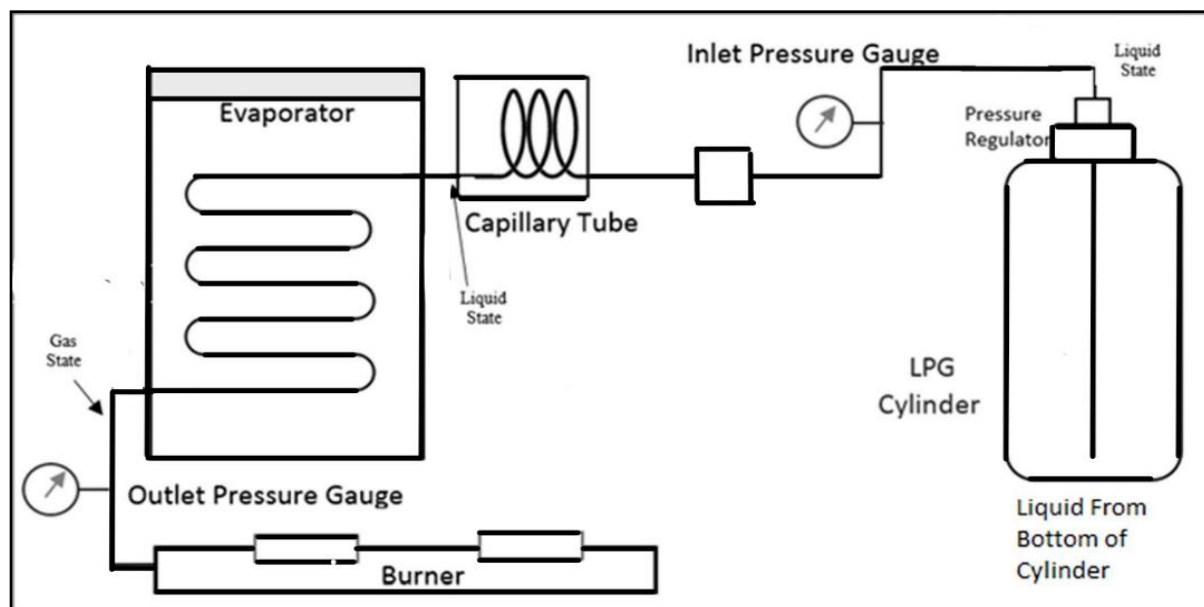 Inlet Pressure Gauge
Liquid
State
Evaporator
Pressure
Regulator
Capillary Tube
Liquid
State
Gas
State
LPG
Cylinder
Outlet Pressure Gauge
Liquid From
Bottom of
Cylinder
Burner